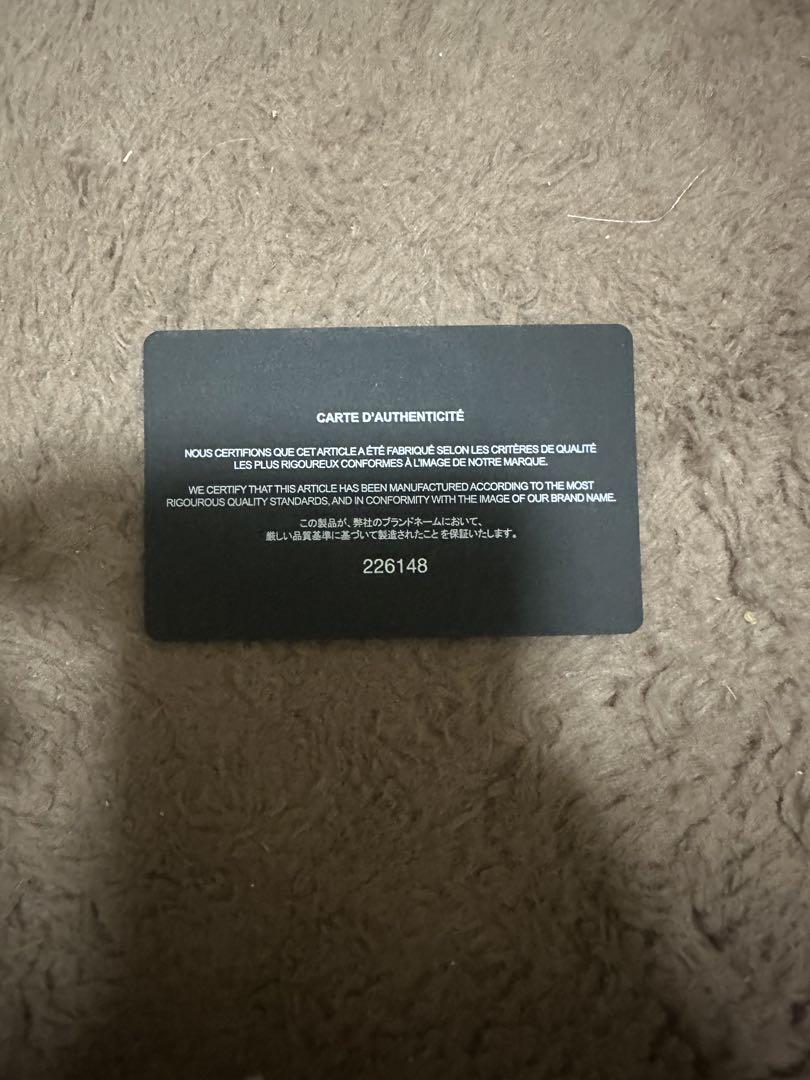 CARTE D'AUTHENTICITÉ
NOUS CERTIFIONS QUE CET ARTICLE A ÉTÉ FABRIQUÉ SELON LES CRITÈRES DE QUALITÉ
LES PLUS RIGOUREUX CONFORMES À L'IMAGE DE NOTRE MARQUE.
WE CERTIFY THAT THIS ARTICLE HAS BEEN MANUFACTURED ACCORDING TO THE MOST
RIGOUROUS QUALITY STANDARDS, AND IN CONFORMITY WITH THE IMAGE OF OUR BRAND NAME.
この製品が、弊社のブランドネームにおいて、
厳しい品質基準に基づいて製造されたことを保証いたします。
226148